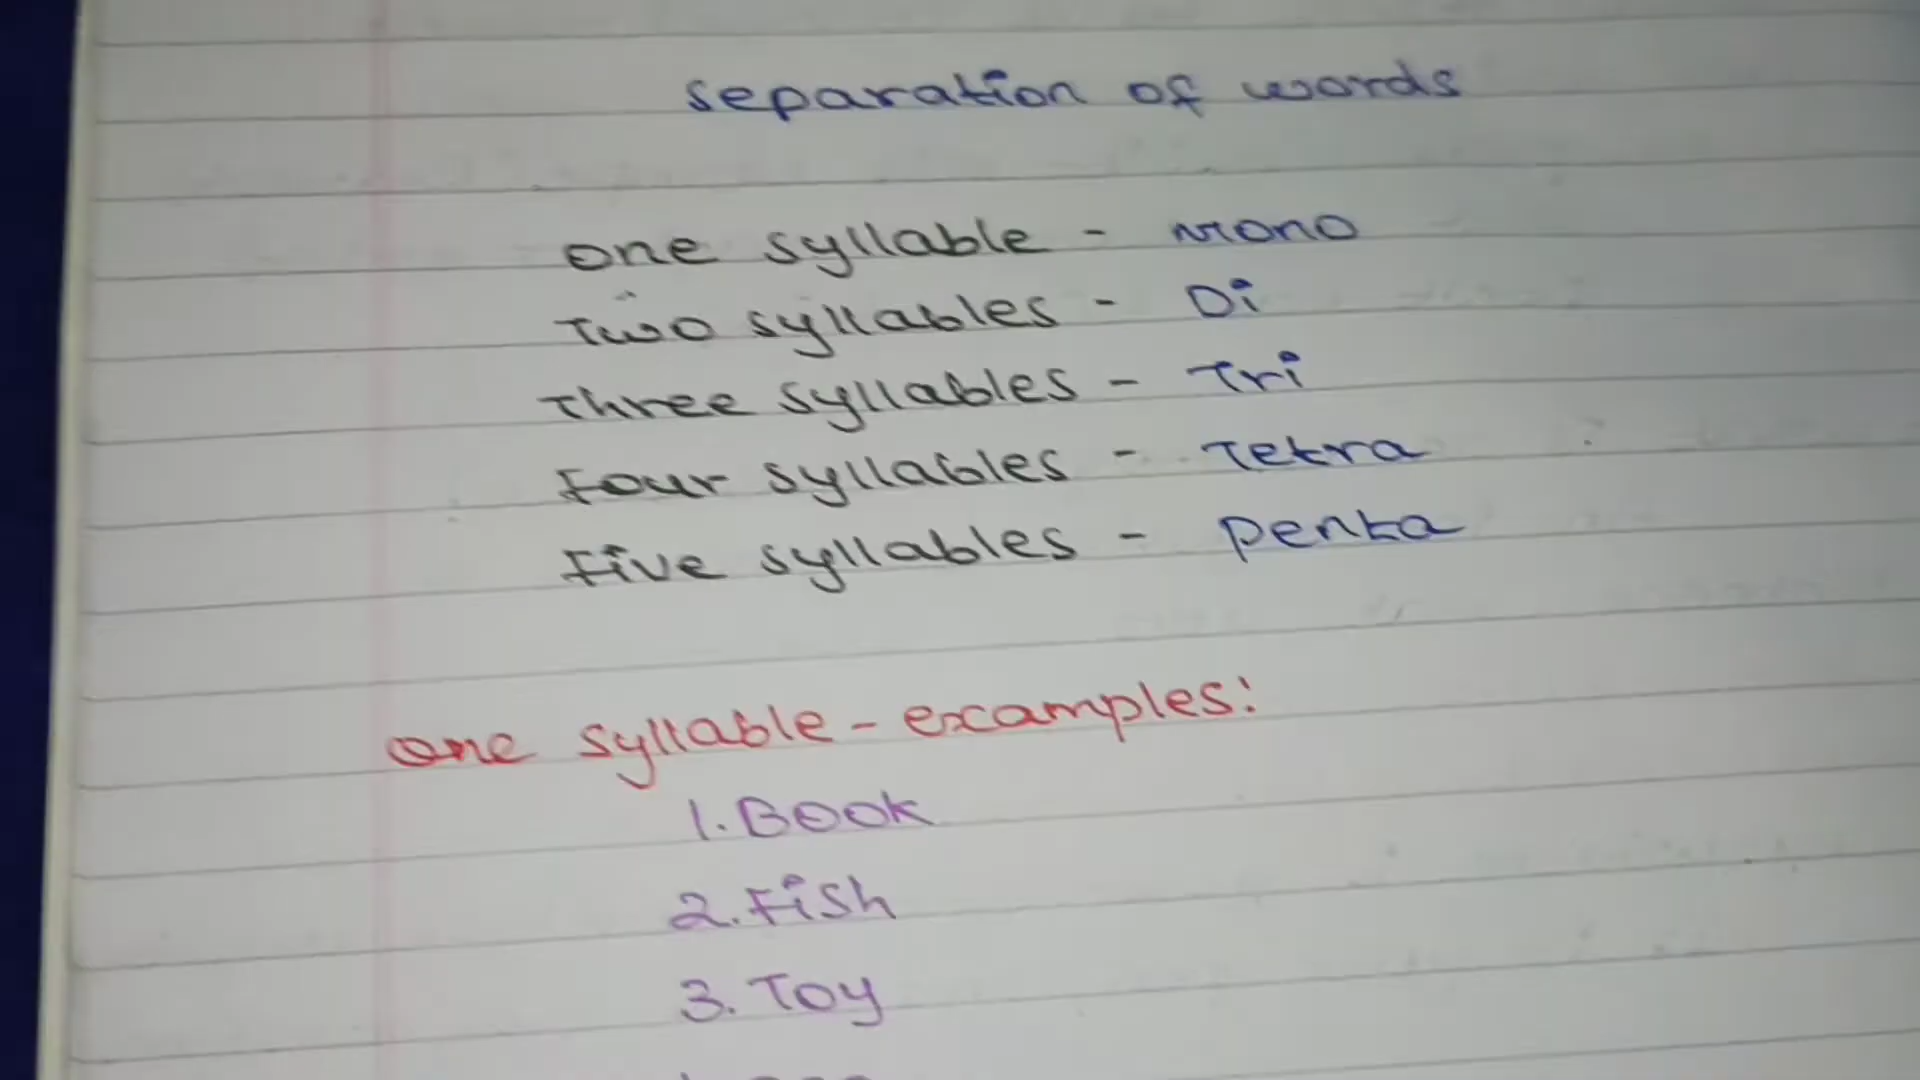 separation of words
one syllable - Mono
Two syllables - Di
Three syllables - Tri
Four syllables - Tetra
Five syllables - penta
one syllable - examples:
1. Book
2. Fish
3. Toy